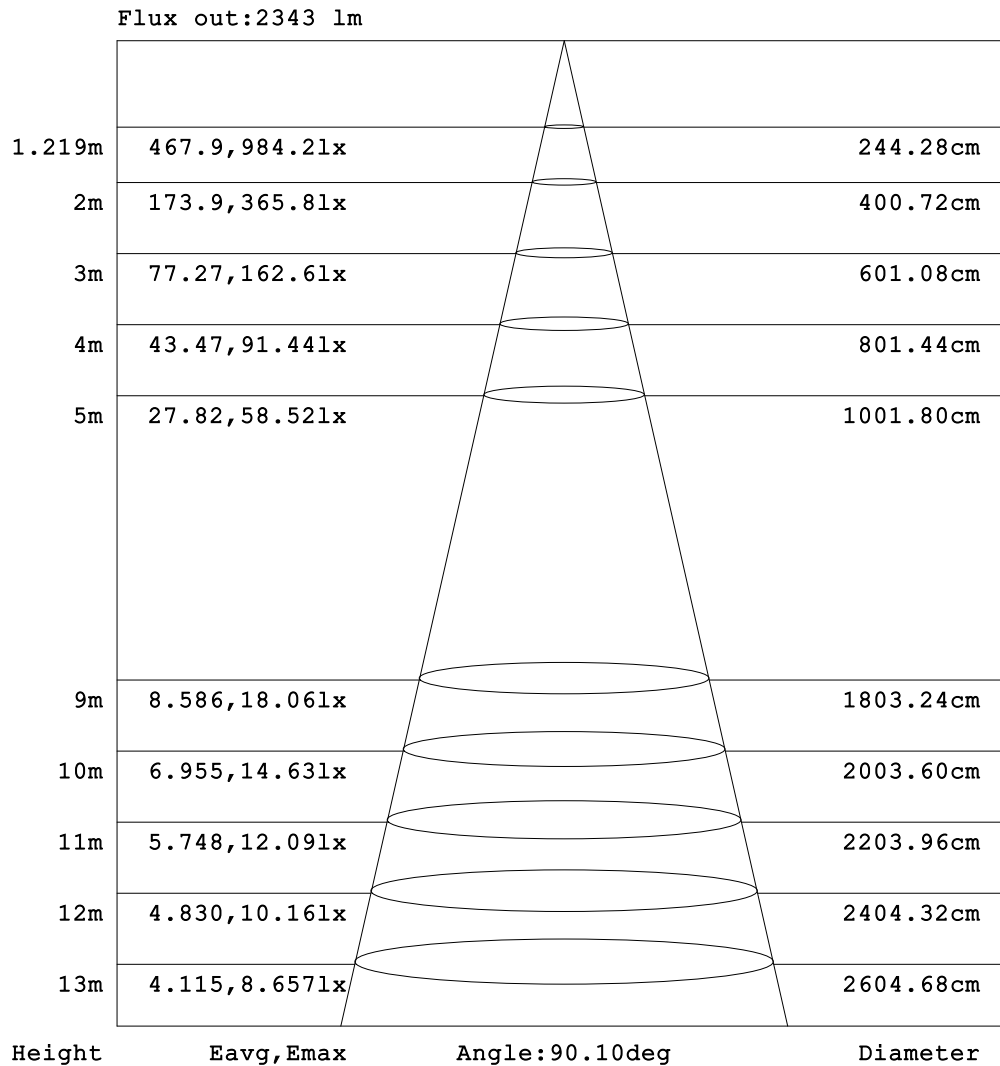 Flux out:2343 lm
1.219m 467.9,984.2lx 244.28cm
2m 173.9,365.8lx 400.72cm
3m 77.27,162.6lx 601.08cm
4m 43.47,91.44lx 801.44cm
5m 27.82,58.52lx 1001.80cm
9m 8.586,18.06lx 1803.24cm
10m 6.955,14.63lx 2003.60cm
11m 5.748,12.09lx 2203.96cm
12m 4.830,10.16lx 2404.32cm
13m 4.115,8.657lx 2604.68cm
Height Eavg,Emax Angle:90.10deg Diameter